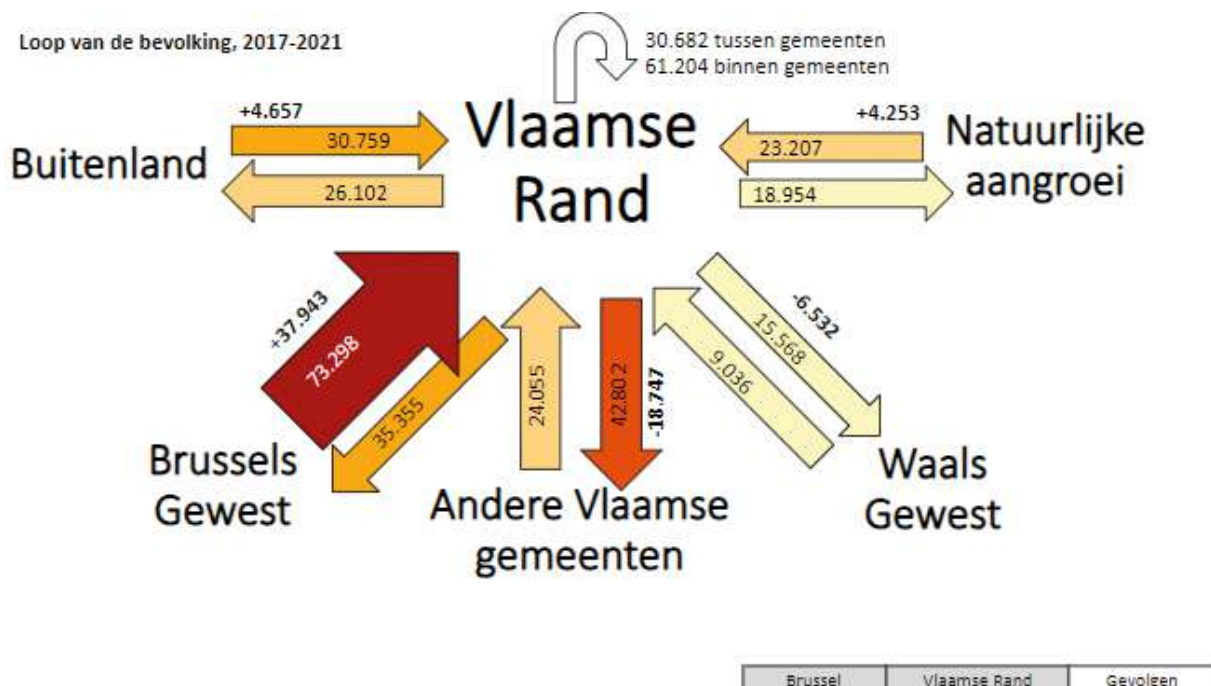 Loop van de bevolking, 2017-2021
30.682 tussen gemeenten
61.204 binnen gemeenten
Vlaamse
Rand
+4.657
30.759
Buitenland
26.102
+4.253
23.207
Natuurlijke
aangroei
18.954
+37.943
73.298
35.355
Brussels
Gewest
24.055
42.802
-18.747
Andere Vlaamse
gemeenten
-6.532
15.568
9.036
Waals
Gewest
Brussel
Vlaamse Rand
Gevolgen